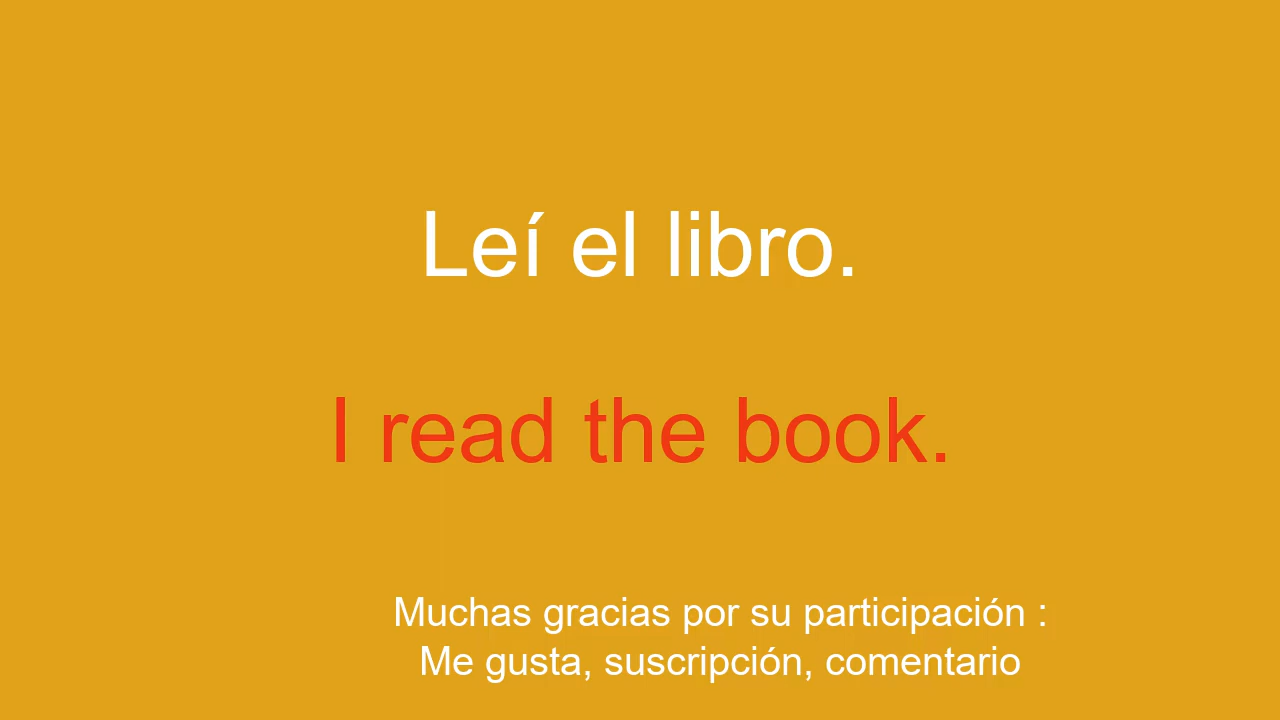 Leí el libro.
I read the book.
Muchas gracias por su participación :
Me gusta, suscripción, comentario